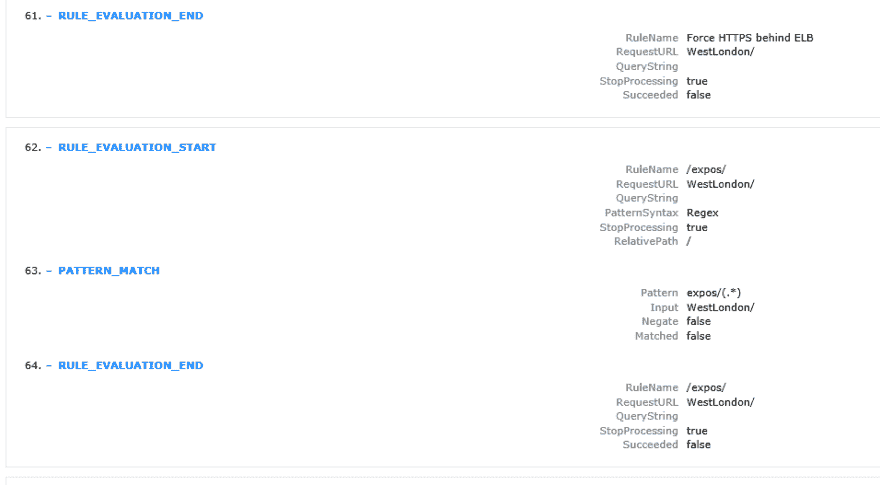 61. – RULE_EVALUATION_END
RuleName Force HTTPS behind ELB
RequestURL WestLondon/
QueryString
StopProcessing true
Succeeded false
62. – RULE_EVALUATION_START
RuleName /expos/
RequestURL WestLondon/
QueryString
PatternSyntax Regex
StopProcessing true
RelativePath /
63. – PATTERN_MATCH
Pattern expos/(.*)
Input WestLondon/
Negate false
Matched false
64. – RULE_EVALUATION_END
RuleName /expos/
RequestURL WestLondon/
QueryString
StopProcessing true
Succeeded false